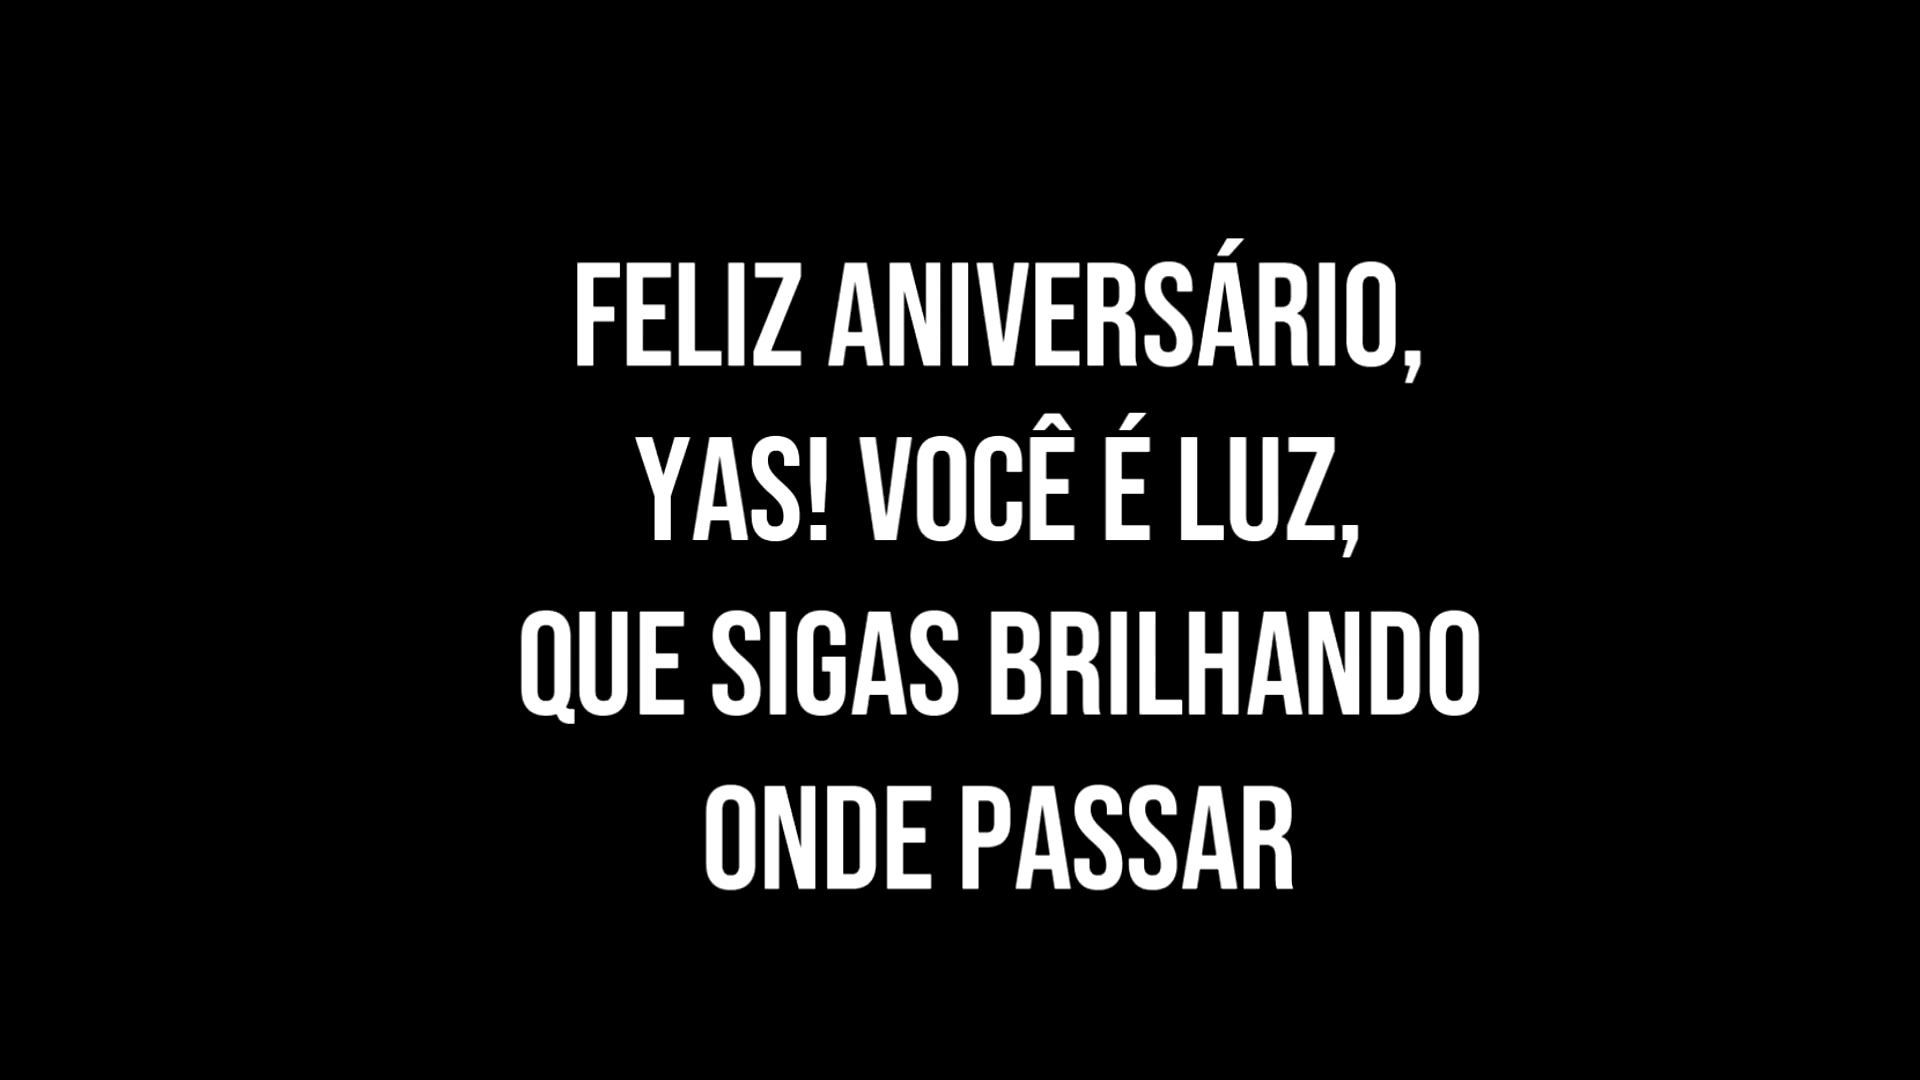 FELIZ ANIVERSÁRIO,
YAS! VOCÊ É LUZ,
QUE SIGAS BRILHANDO
ONDE PASSAR